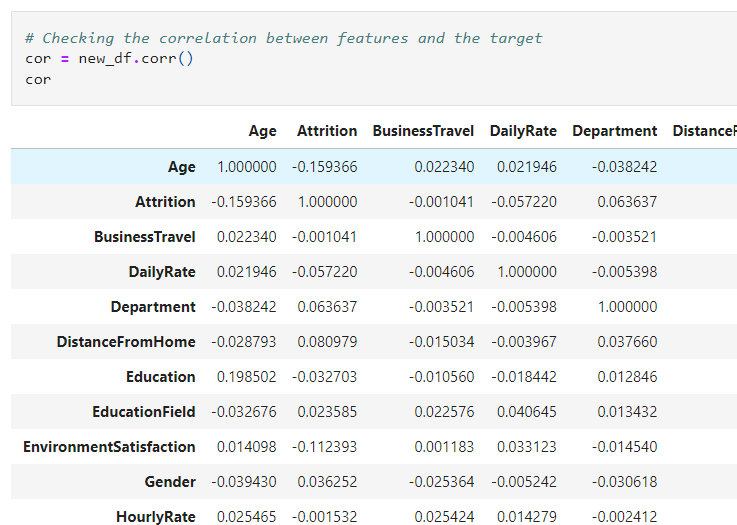 # Checking the correlation between features and the target
cor = new_df.corr()
cor
Age Attrition BusinessTravel DailyRate Department DistanceF
Age 1.000000 -0.159366 0.022340 0.021946 -0.038242
Attrition -0.159366 1.000000 -0.001041 -0.057220 0.063637
BusinessTravel 0.022340 -0.001041 1.000000 -0.004606 -0.003521
DailyRate 0.021946 -0.057220 -0.004606 1.000000 -0.005398
Department -0.038242 0.063637 -0.003521 -0.005398 1.000000
DistanceFromHome -0.028793 0.080979 -0.015034 -0.003967 0.037660
Education 0.198502 -0.032703 -0.010560 -0.018442 0.012846
EducationField -0.032676 0.023585 0.022576 0.040645 0.013432
EnvironmentSatisfaction 0.014098 -0.112393 0.001183 0.033123 -0.014540
Gender -0.039430 0.036252 -0.025364 -0.005242 -0.030618
HourlyRate 0.025465 -0.001532 0.025424 0.014279 -0.002412